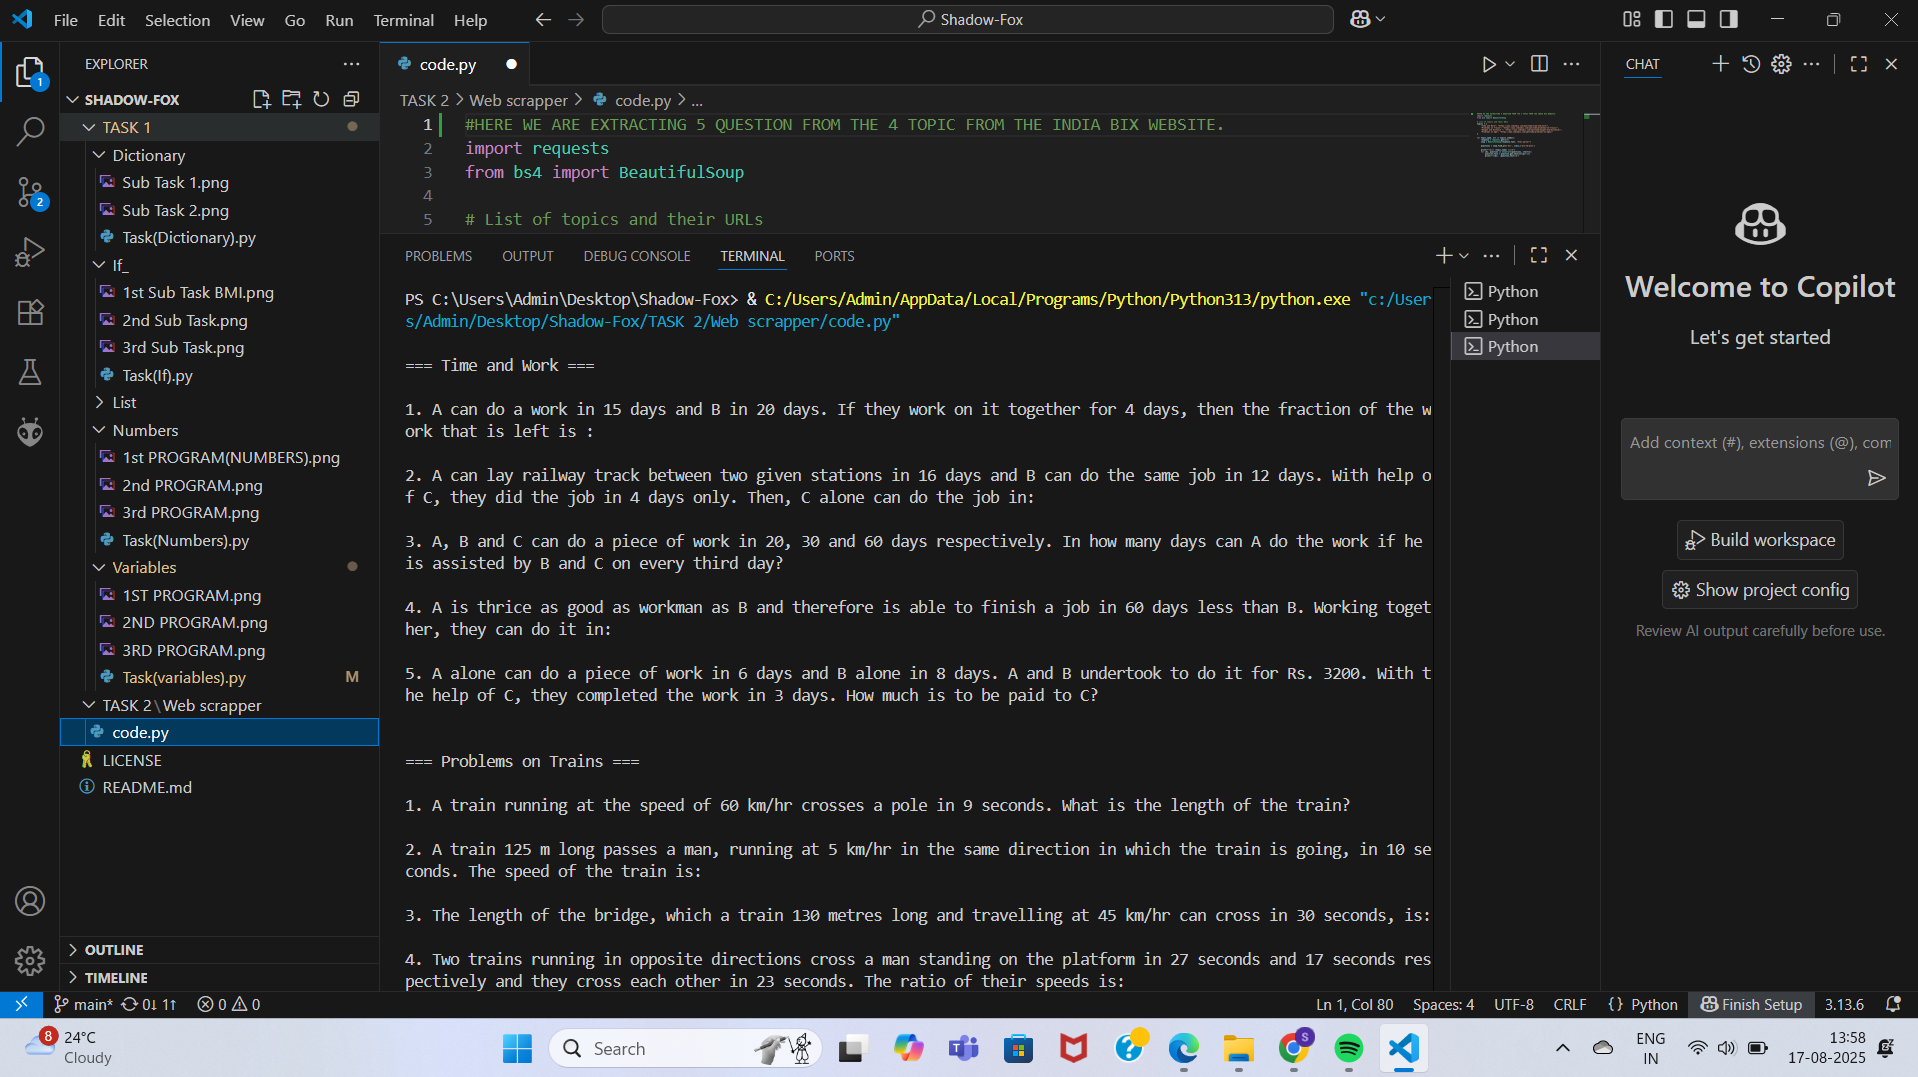 File Edit Selection View Go Run Terminal Help
Shadow-Fox
EXPLORER
SHADOW-FOX
TASK 1
Dictionary
Sub Task 1.png
Sub Task 2.png
Task(Dictionary).py
If_
1st Sub Task BMI.png
2nd Sub Task.png
3rd Sub Task.png
Task(If).py
List
Numbers
1st PROGRAM(NUMBERS).png
2nd PROGRAM.png
3rd PROGRAM.png
Task(Numbers).py
Variables
1ST PROGRAM.png
2ND PROGRAM.png
3RD PROGRAM.png
Task(variables).py M
TASK 2\Web scrapper
code.py
LICENSE
README.md
OUTLINE
TIMELINE
1
2
code.py
TASK 2 > Web scrapper > code.py > ...
1 #HERE WE ARE EXTRACTING 5 QUESTION FROM THE 4 TOPIC FROM THE INDIA BIX WEBSITE.
2 import requests
3 from bs4 import BeautifulSoup
4
5 # List of topics and their URLs
PROBLEMS OUTPUT DEBUG CONSOLE TERMINAL PORTS
PS C:\Users\Admin\Desktop\Shadow-Fox> & C:/Users/Admin/AppData/Local/Programs/Python/Python313/python.exe "c:/User
s/Admin/Desktop/Shadow-Fox/TASK 2/Web scrapper/code.py"
=== Time and Work ===
1. A can do a work in 15 days and B in 20 days. If they work on it together for 4 days, then the fraction of the w
ork that is left is :
2. A can lay railway track between two given stations in 16 days and B can do the same job in 12 days. With help o
f C, they did the job in 4 days only. Then, C alone can do the job in:
3. A, B and C can do a piece of work in 20, 30 and 60 days respectively. In how many days can A do the work if he
is assisted by B and C on every third day?
4. A is thrice as good as workman as B and therefore is able to finish a job in 60 days less than B. Working toget
her, they can do it in:
5. A alone can do a piece of work in 6 days and B alone in 8 days. A and B undertook to do it for Rs. 3200. With t
he help of C, they completed the work in 3 days. How much is to be paid to C?
=== Problems on Trains ===
1. A train running at the speed of 60 km/hr crosses a pole in 9 seconds. What is the length of the train?
2. A train 125 m long passes a man, running at 5 km/hr in the same direction in which the train is going, in 10 se
conds. The speed of the train is:
3. The length of the bridge, which a train 130 metres long and travelling at 45 km/hr can cross in 30 seconds, is:
4. Two trains running in opposite directions cross a man standing on the platform in 27 seconds and 17 seconds res
pectively and they cross each other in 23 seconds. The ratio of their speeds is:
Python
Python
Python
CHAT
Welcome to Copilot
Let's get started
Add context (#), extensions (@), com
Build workspace
Show project config
Review AI output carefully before use.
main* 0↓ 1↑ 0 0
Ln 1, Col 80 Spaces: 4 UTF-8 CRLF {} Python Finish Setup 3.13.6
8
24°C
Cloudy
Search
S
ENG
IN
13:58
17-08-2025